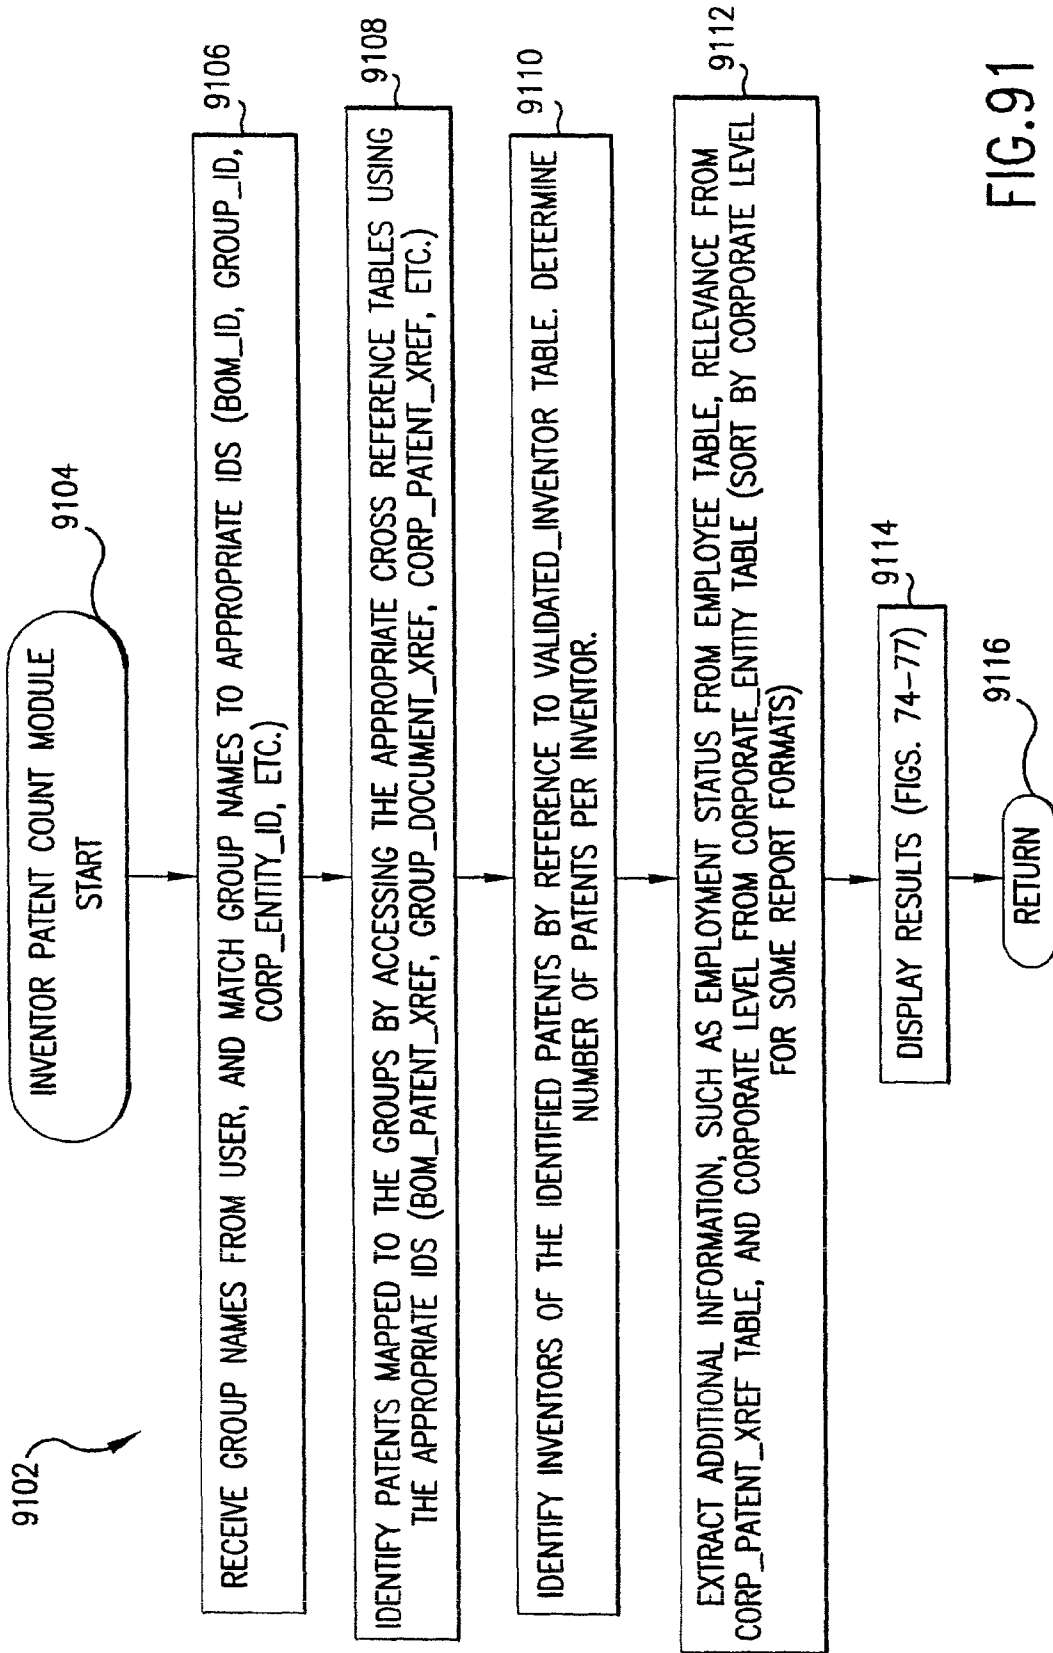 9102
INVENTOR PATENT COUNT MODULE
START
9104
RECEIVE GROUP NAMES FROM USER, AND MATCH GROUP NAMES TO APPROPRIATE IDS (BOM_ID, GROUP_ID,
CORP_ENTITY_ID, ETC.)
9106
IDENTIFY PATENTS MAPPED TO THE GROUPS BY ACCESSING THE APPROPRIATE CROSS REFERENCE TABLES USING
THE APPROPRIATE IDS (BOM_PATENT_XREF, GROUP_DOCUMENT_XREF, CORP_PATENT_XREF, ETC.)
9108
IDENTIFY INVENTORS OF THE IDENTIFIED PATENTS BY REFERENCE TO VALIDATED_INVENTOR TABLE. DETERMINE
NUMBER OF PATENTS PER INVENTOR.
9110
EXTRACT ADDITIONAL INFORMATION, SUCH AS EMPLOYMENT STATUS FROM EMPLOYEE TABLE, RELEVANCE FROM
CORP_PATENT_XREF TABLE, AND CORPORATE LEVEL FROM CORPORATE_ENTITY TABLE (SORT BY CORPORATE LEVEL
FOR SOME REPORT FORMATS)
9112
DISPLAY RESULTS (FIGS. 74-77)
9114
RETURN
9116
FIG.91